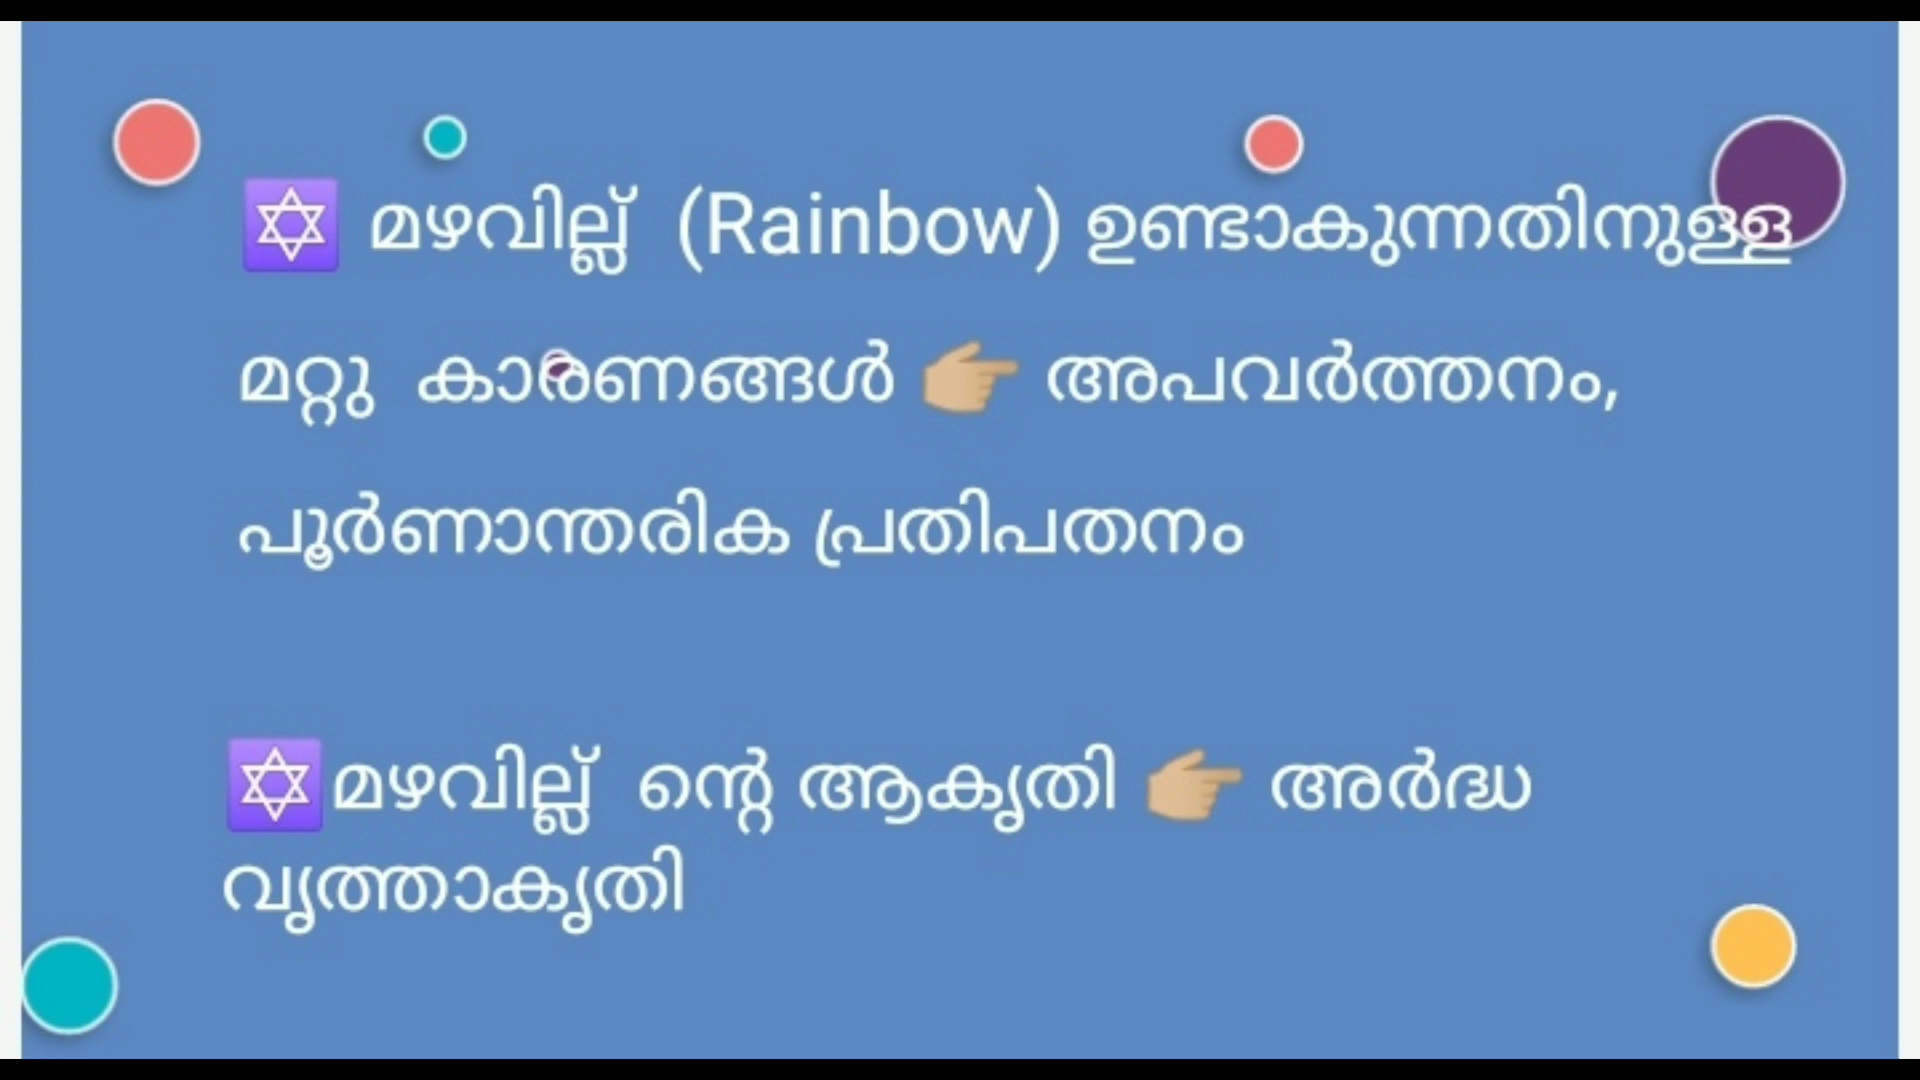 ✡ മഴവില്ല് (Rainbow) ഉണ്ടാകുന്നതിനുള്ള
മറ്റു കാരണങ്ങൾ 👉🏼 അപവർത്തനം,
പൂർണാന്തരിക പ്രതിപതനം
✡മഴവില്ല് ന്റെ ആകൃതി 👉🏼 അർദ്ധ
വൃത്താകൃതി